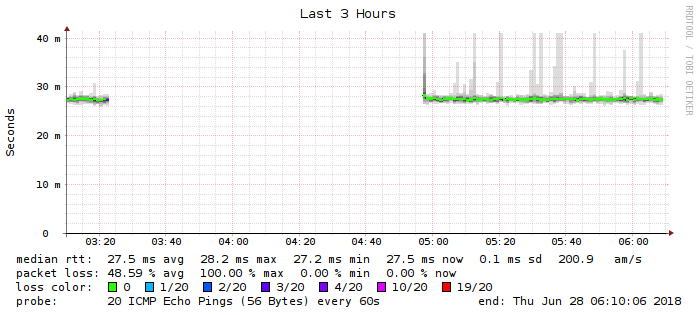 Last 3 Hours
RRDTOOL / TOBI OETIKER
Seconds
40 m
30 m
20 m
10 m
0
03:20 03:40 04:00 04:20 04:40 05:00 05:20 05:40 06:00
median rtt: 27.5 ms avg 28.2 ms max 27.2 ms min 27.5 ms now 0.1 ms sd 200.9 am/s
packet loss: 48.59 % avg 100.00 % max 0.00 % min 0.00 % now
loss color: 0 1/20 2/20 3/20 4/20 10/20 19/20
probe: 20 ICMP Echo Pings (56 Bytes) every 60s end: Thu Jun 28 06:10:06 2018